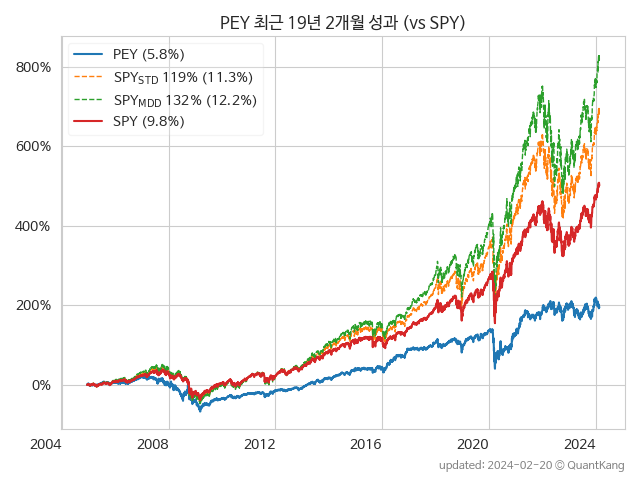 PEY 최근 19년 2개월 성과 (vs SPY)
PEY (5.8%)
SPY_STD 119% (11.3%)
SPY_MDD 132% (12.2%)
SPY (9.8%)
800%
600%
400%
200%
0%
2004 2008 2012 2016 2020 2024
updated: 2024-02-20 © QuantKang